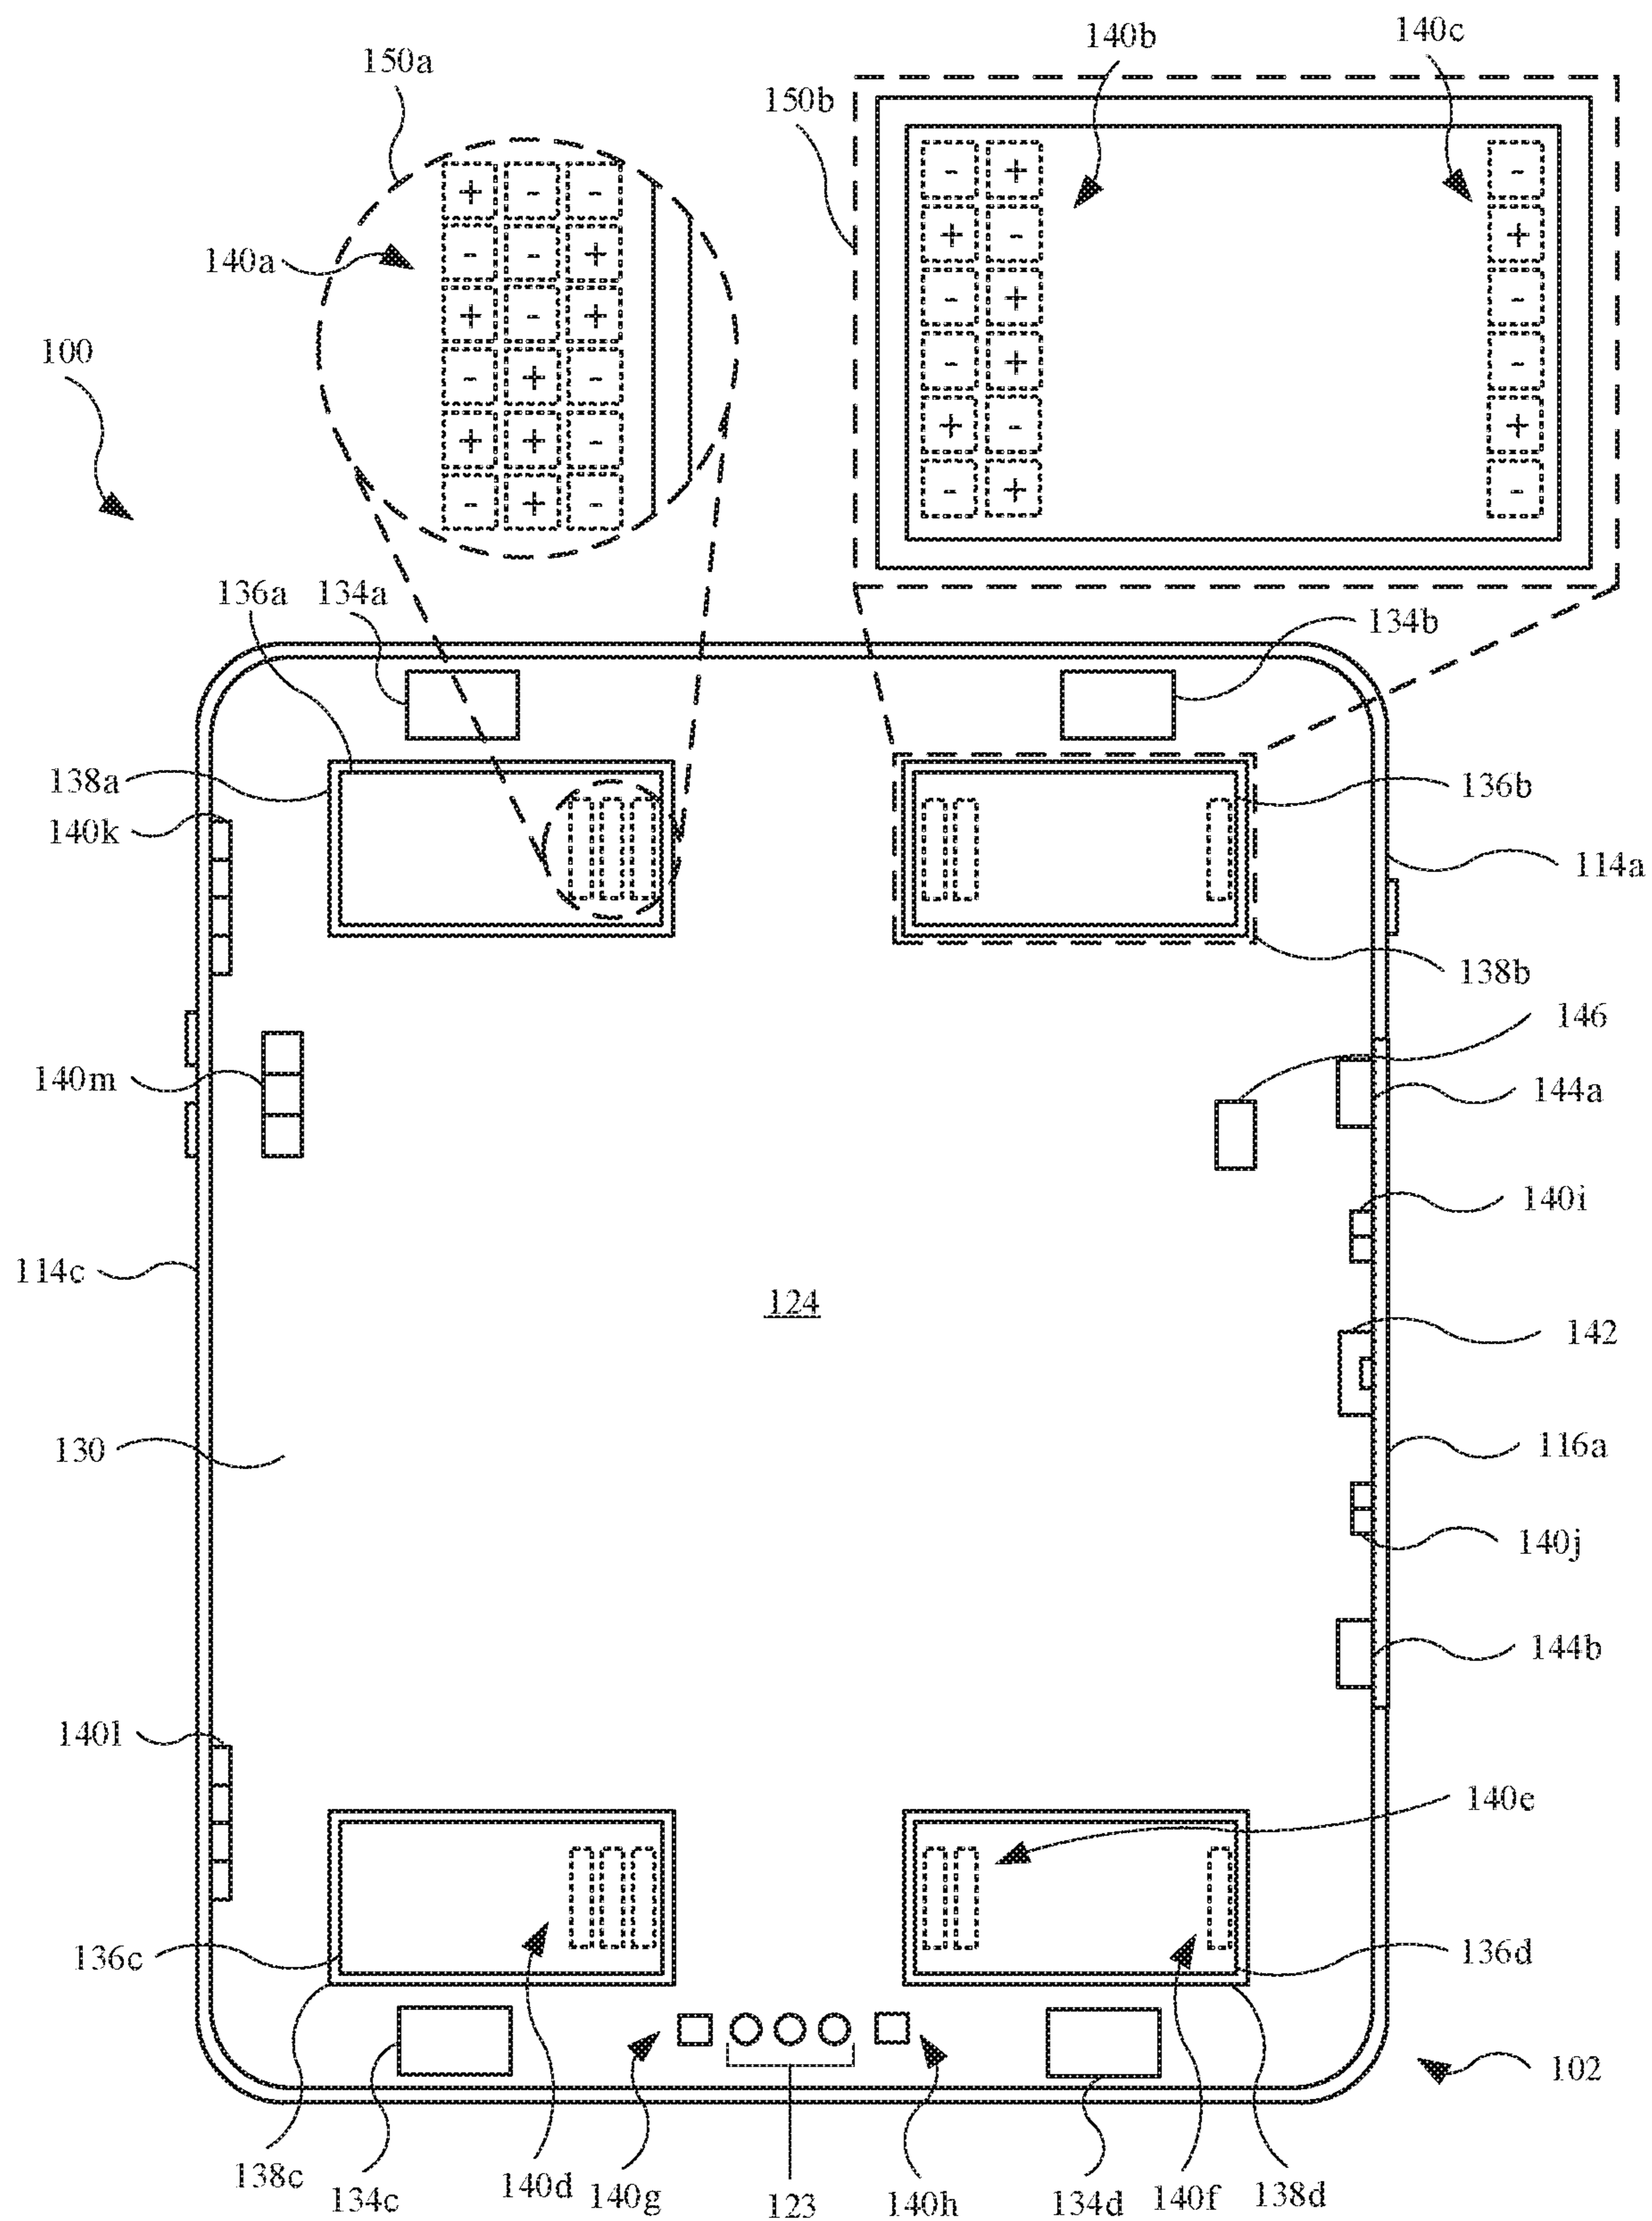 140b 140c
150a
150b
- +
+ - - -
+ - +
140a - - + - + -
+ - +
100 - + - - + -
+ + - + - +
- + - - + -
136a 134a
134b
138a 136b
140k
114a
138b
146
140m 144a
140i
114c
124
142
130 116a
140j
144b
140l
140e
136c 136d
102
138c 140d 140g 140h 140f 138d
134c 123 134d